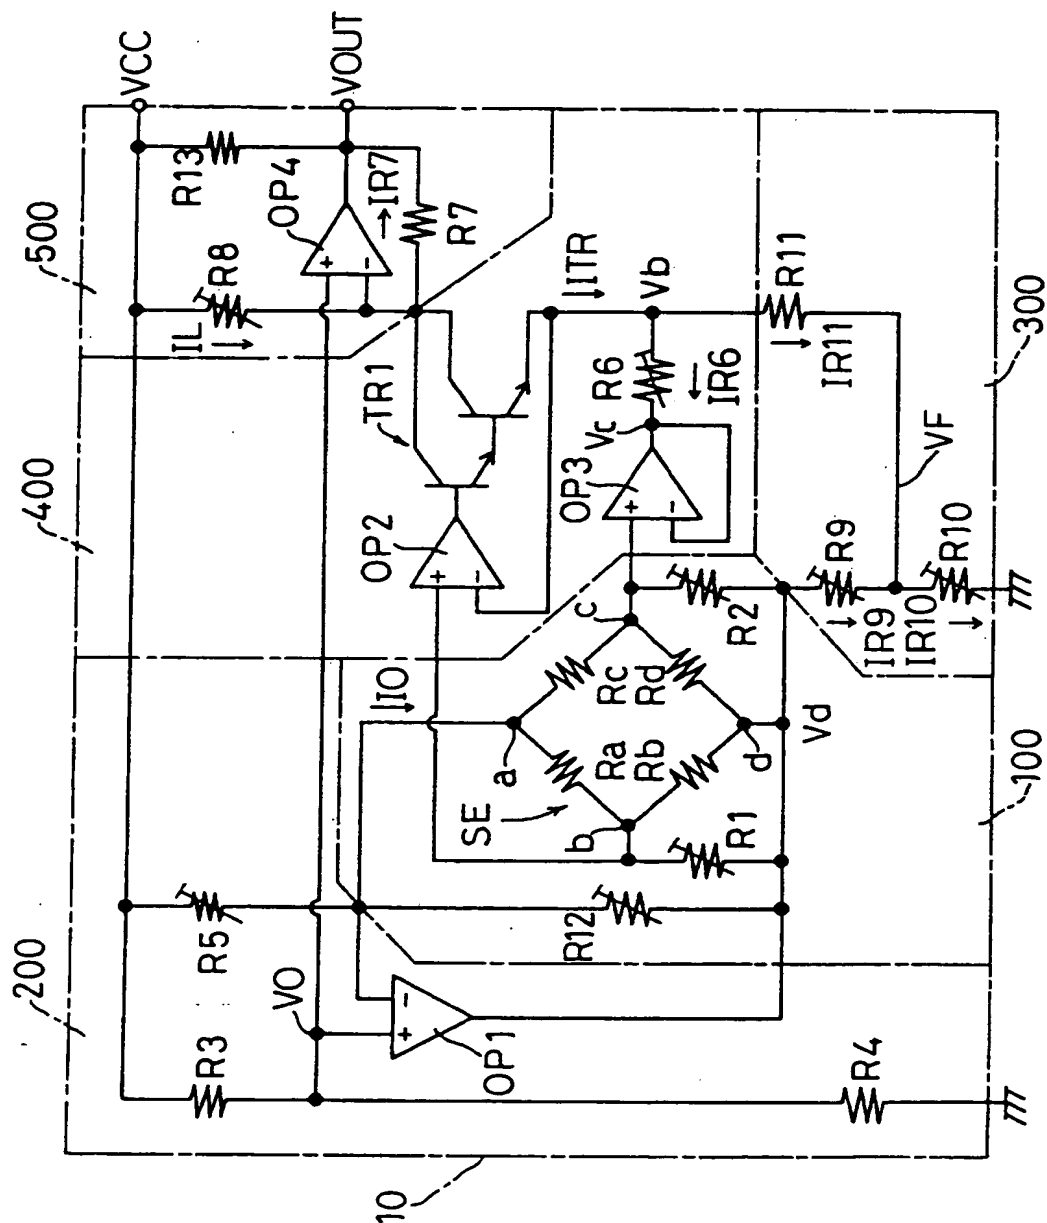 VCC
VOUT
500
400
200
10
R13
OP4
IR7
R7
R8
IL
TR1
ITR
Vb
R11
IR11
300
VF
R6
IR6
Vc
OP3
OP2
R9
IR9
R10
IR10
R2
c
IO
Rc
Rd
a
Ra
Rb
d
Vd
SE
b
R1
100
R5
R12
VO
OP1
R3
R4
+
-
+
-
+
-
+
-